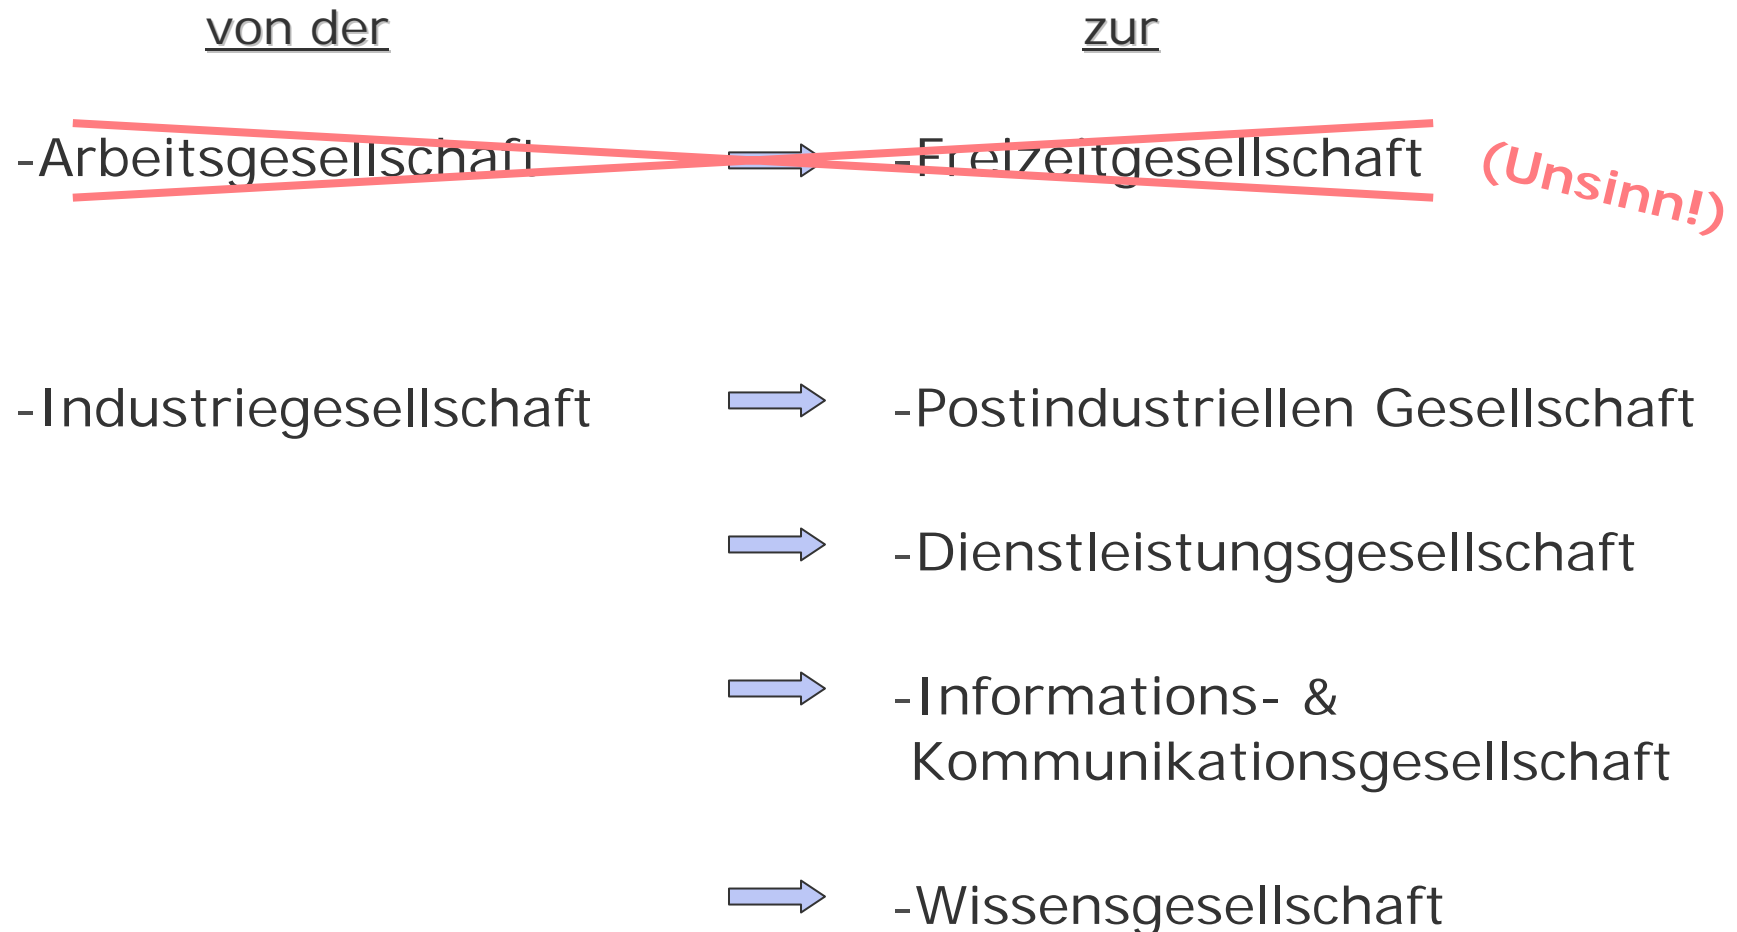 von der zur
-Arbeitsgesellschaft -Freizeitgesellschaft (Unsinn!)
-Industriegesellschaft -Postindustriellen Gesellschaft
-Dienstleistungsgesellschaft
-Informations- &
Kommunikationsgesellschaft
-Wissensgesellschaft